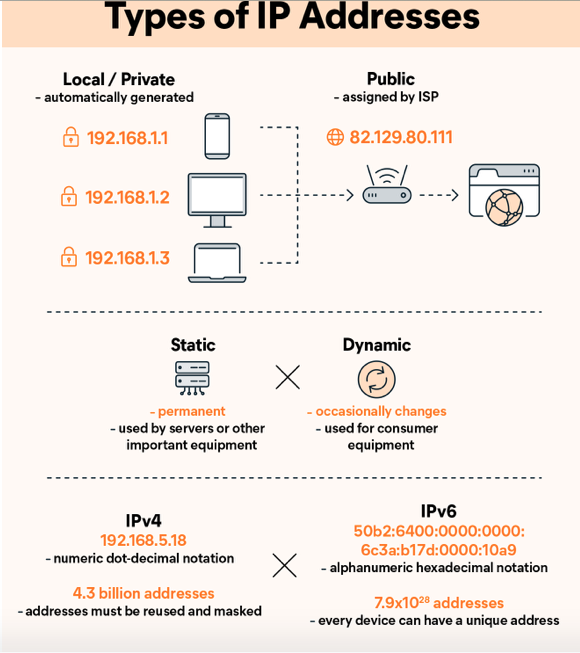 Types of IP Addresses
Local / Private
- automatically generated
192.168.1.1
192.168.1.2
192.168.1.3
Public
- assigned by ISP
82.129.80.111
Static
- permanent
- used by servers or other
important equipment
Dynamic
- occasionally changes
- used for consumer
equipment
IPv4
192.168.5.18
- numeric dot-decimal notation
4.3 billion addresses
- addresses must be reused and masked
IPv6
50b2:6400:0000:0000:
6c3a:b17d:0000:10a9
- alphanumeric hexadecimal notation
7.9x10²⁸ addresses
- every device can have a unique address